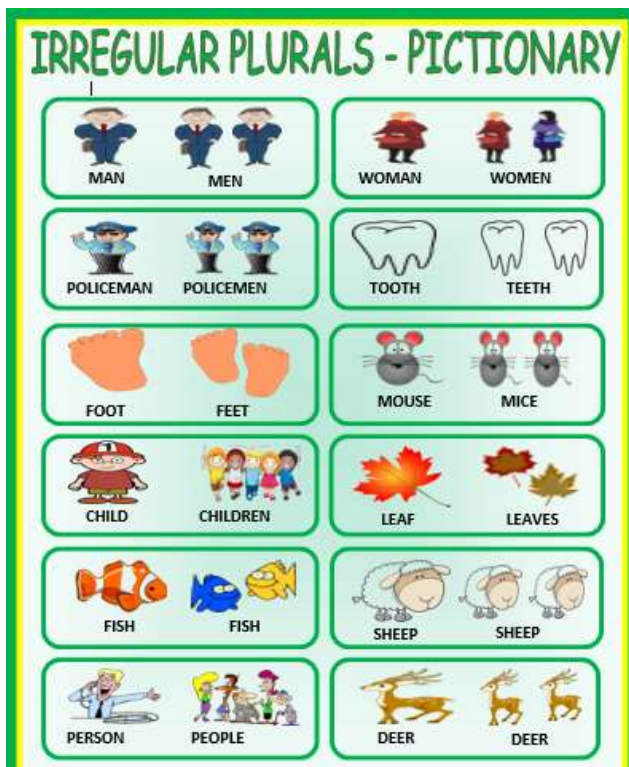 IRREGULAR PLURALS - PICTIONARY
MAN MEN
WOMAN WOMEN
POLICEMAN POLICEMEN
TOOTH TEETH
FOOT FEET
MOUSE MICE
1
CHILD CHILDREN
LEAF LEAVES
FISH FISH
SHEEP SHEEP
PERSON PEOPLE
DEER DEER